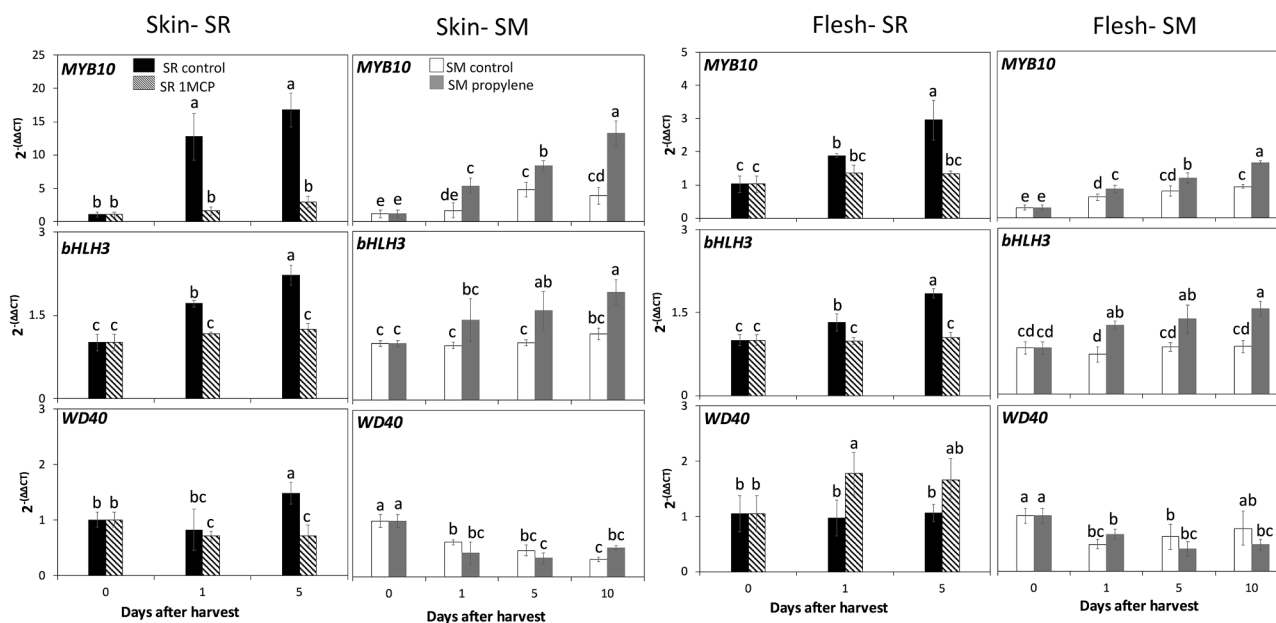 Skin- SR
Skin- SM
Flesh- SR
Flesh- SM
MYB10
SR control
SR 1MCP
25
20
15
10
5
0
2-(ΔΔCT)
b b a b a b
MYB10
SM control
SM propylene
e e de c c b cd a
MYB10
5
4
3
2
1
0
2-(ΔΔCT)
c c b bc a bc
MYB10
e e d c cd b c a
bHLH3
3
1.5
0
2-(ΔΔCT)
c c b c a c
bHLH3
c c c bc c ab bc a
bHLH3
3
1.5
0
2-(ΔΔCT)
c c b c a c
bHLH3
cd cd d ab cd ab cd a
WD40
3
2
1
0
2-(ΔΔCT)
b b bc c a c
0 1 5
Days after harvest
WD40
a a b bc bc c c bc
0 1 5 10
Days after harvest
WD40
3
2
1
0
2-(ΔΔCT)
b b b a b ab
0 1 5
Days after harvest
WD40
a a bc bc b c ab bc
0 1 5 10
Days after harvest